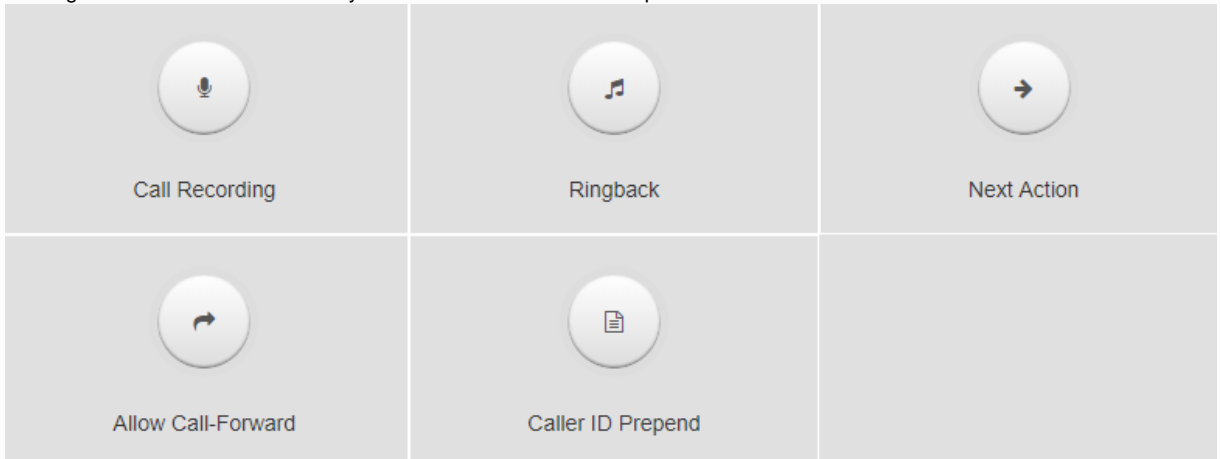 Call Recording
Ringback
Next Action
Allow Call-Forward
Caller ID Prepend